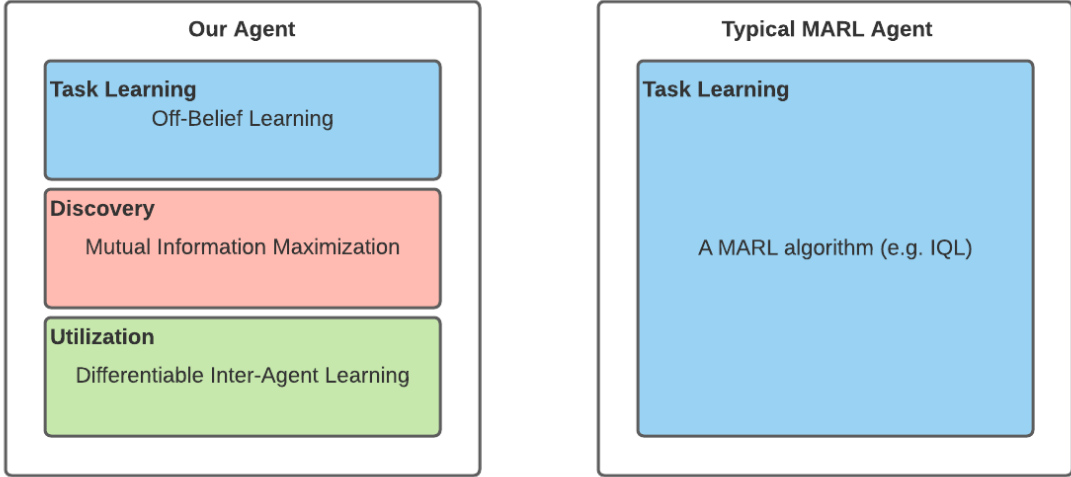 Our Agent
Task Learning
Off-Belief Learning
Discovery
Mutual Information Maximization
Utilization
Differentiable Inter-Agent Learning
Typical MARL Agent
Task Learning
A MARL algorithm (e.g. IQL)